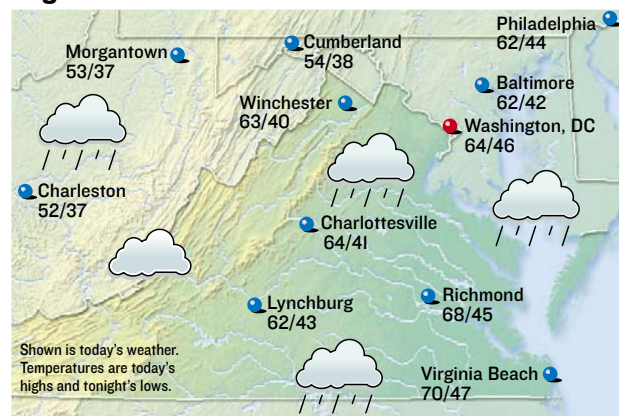 Philadelphia
62/44
Morgantown
53/37
Cumberland
54/38
Baltimore
62/42
Winchester
63/40
Washington, DC
64/46
Charleston
52/37
Charlottesville
64/41
Lynchburg
62/43
Richmond
68/45
Shown is today's weather.
Temperatures are today's
highs and tonight's lows.
Virginia Beach
70/47